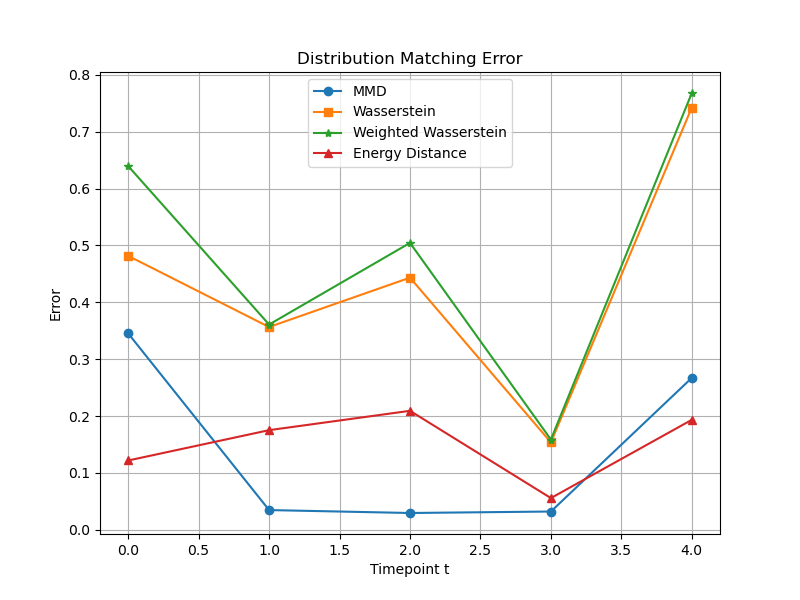 Distribution Matching Error
MMD
Wasserstein
Weighted Wasserstein
Energy Distance
Error
0.8
0.7
0.6
0.5
0.4
0.3
0.2
0.1
0.0
0.0 0.5 1.0 1.5 2.0 2.5 3.0 3.5 4.0
Timepoint t